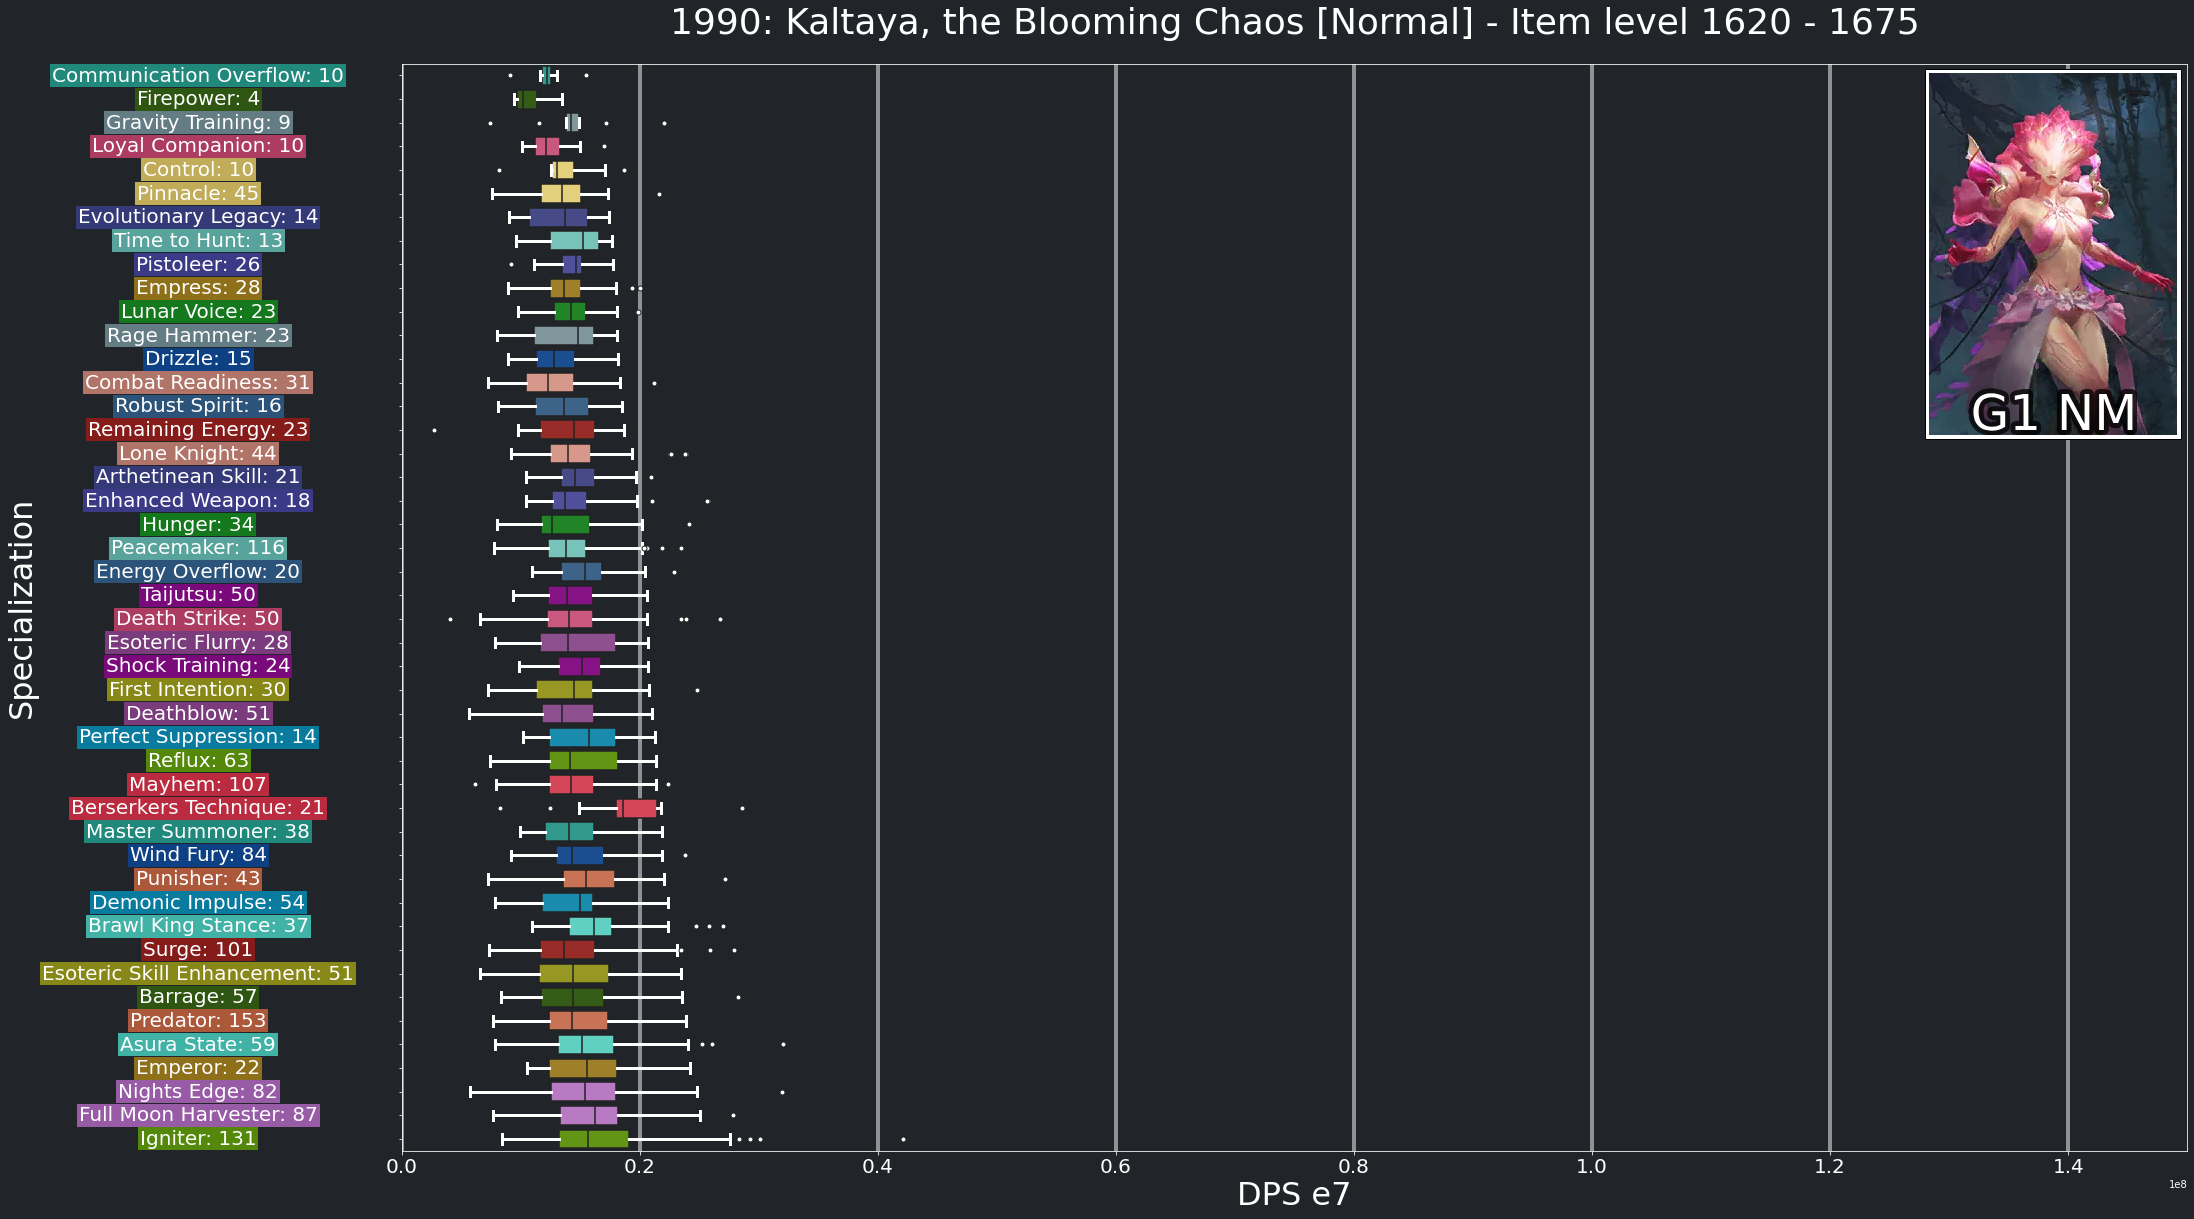 1990: Kaltaya, the Blooming Chaos [Normal] - Item level 1620 - 1675
Communication Overflow: 10
Firepower: 4
Gravity Training: 9
Loyal Companion: 10
Control: 10
Pinnacle: 45
Evolutionary Legacy: 14
Time to Hunt: 13
Pistoleer: 26
Empress: 28
Lunar Voice: 23
Rage Hammer: 23
Drizzle: 15
Combat Readiness: 31
Robust Spirit: 16
Remaining Energy: 23
Lone Knight: 44
Arthetinean Skill: 21
Enhanced Weapon: 18
Hunger: 34
Peacemaker: 116
Energy Overflow: 20
Taijutsu: 50
Death Strike: 50
Esoteric Flurry: 28
Shock Training: 24
First Intention: 30
Deathblow: 51
Perfect Suppression: 14
Reflux: 63
Mayhem: 107
Berserkers Technique: 21
Master Summoner: 38
Wind Fury: 84
Punisher: 43
Demonic Impulse: 54
Brawl King Stance: 37
Surge: 101
Esoteric Skill Enhancement: 51
Barrage: 57
Predator: 153
Asura State: 59
Emperor: 22
Nights Edge: 82
Full Moon Harvester: 87
Igniter: 131
Specialization
G1 NM
0.0 0.2 0.4 0.6 0.8 1.0 1.2 1.4
DPS e7
1e8